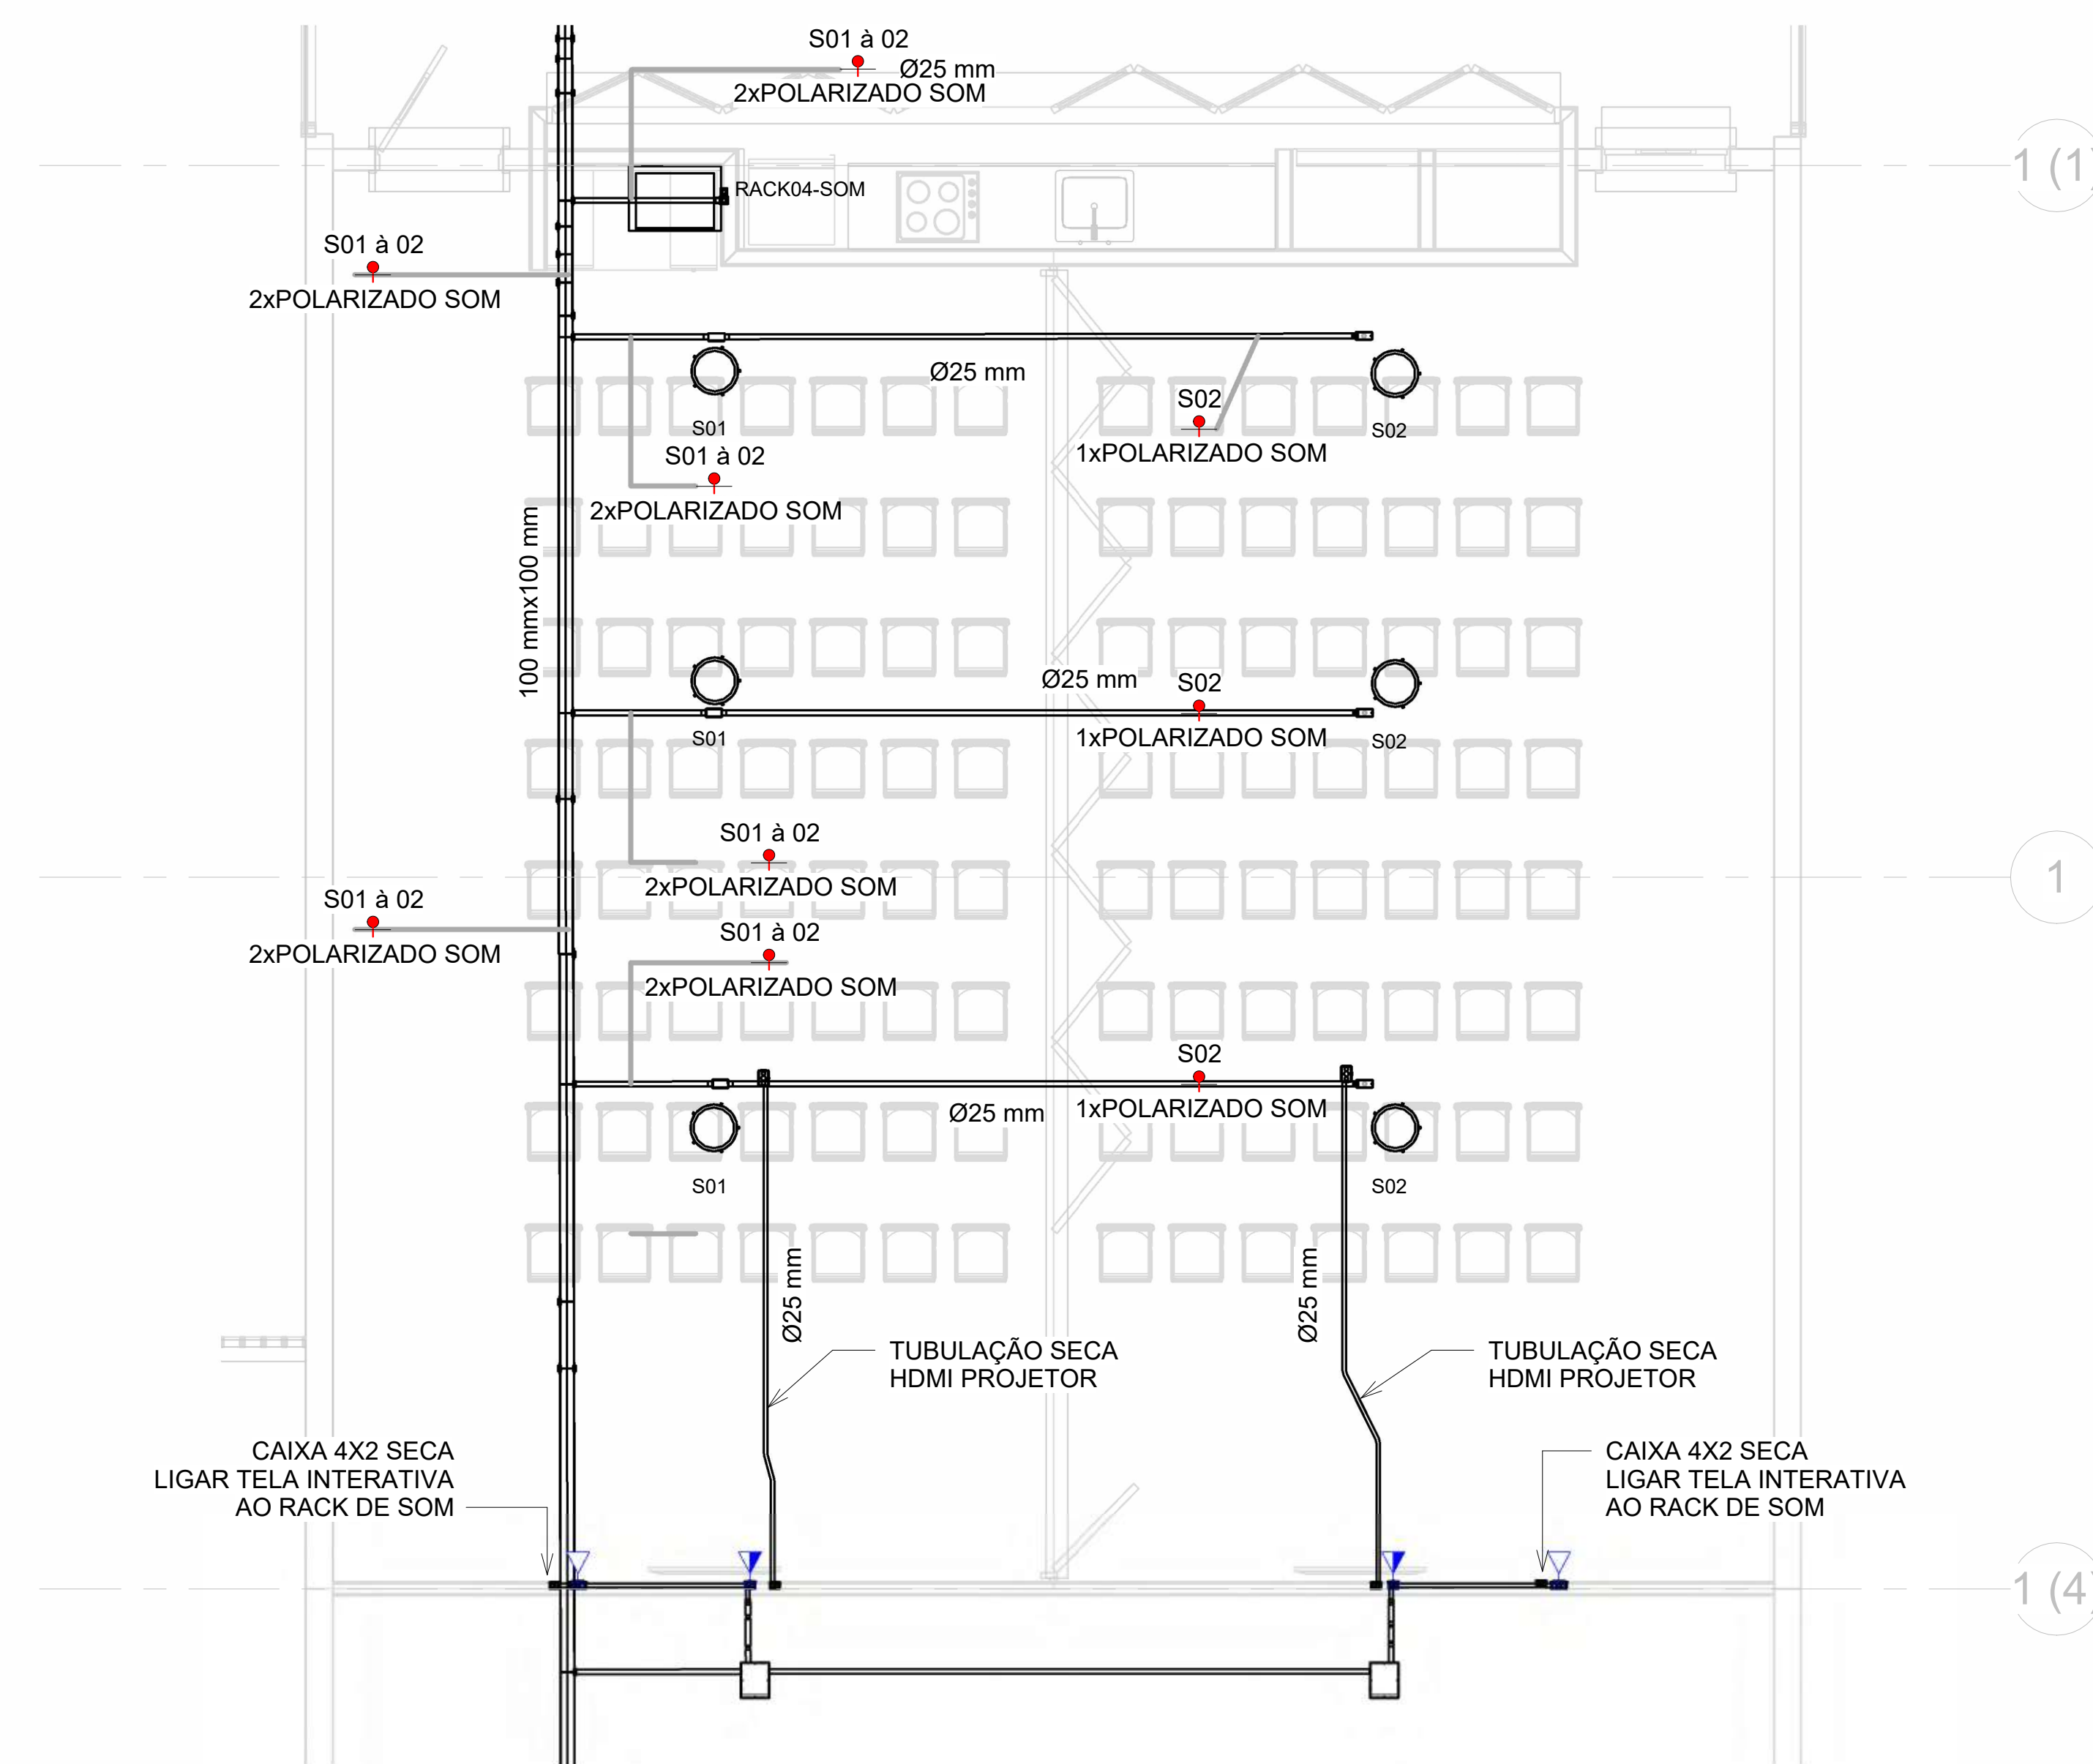 S01 à 02
Ø25 mm
2xPOLARIZADO SOM
1 (1)
RACK04-SOM
S01 à 02
2xPOLARIZADO SOM
Ø25 mm
S02
1xPOLARIZADO SOM
S01
S02
S01 à 02
2xPOLARIZADO SOM
100 mmx100 mm
Ø25 mm
S02
1xPOLARIZADO SOM
S01
S02
S01 à 02
2xPOLARIZADO SOM
1
S01 à 02
2xPOLARIZADO SOM
S01 à 02
2xPOLARIZADO SOM
S02
1xPOLARIZADO SOM
Ø25 mm
S01
S02
Ø25 mm
Ø25 mm
TUBULAÇÃO SECA
HDMI PROJETOR
TUBULAÇÃO SECA
HDMI PROJETOR
CAIXA 4X2 SECA
LIGAR TELA INTERATIVA
AO RACK DE SOM
CAIXA 4X2 SECA
LIGAR TELA INTERATIVA
AO RACK DE SOM
1 (4)